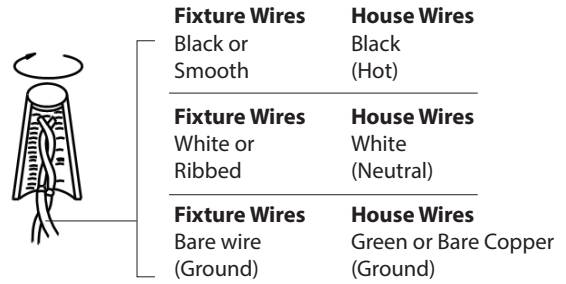 Fixture Wires House Wires
Black or Black
Smooth (Hot)
Fixture Wires House Wires
White or White
Ribbed (Neutral)
Fixture Wires House Wires
Bare wire Green or Bare Copper
(Ground) (Ground)